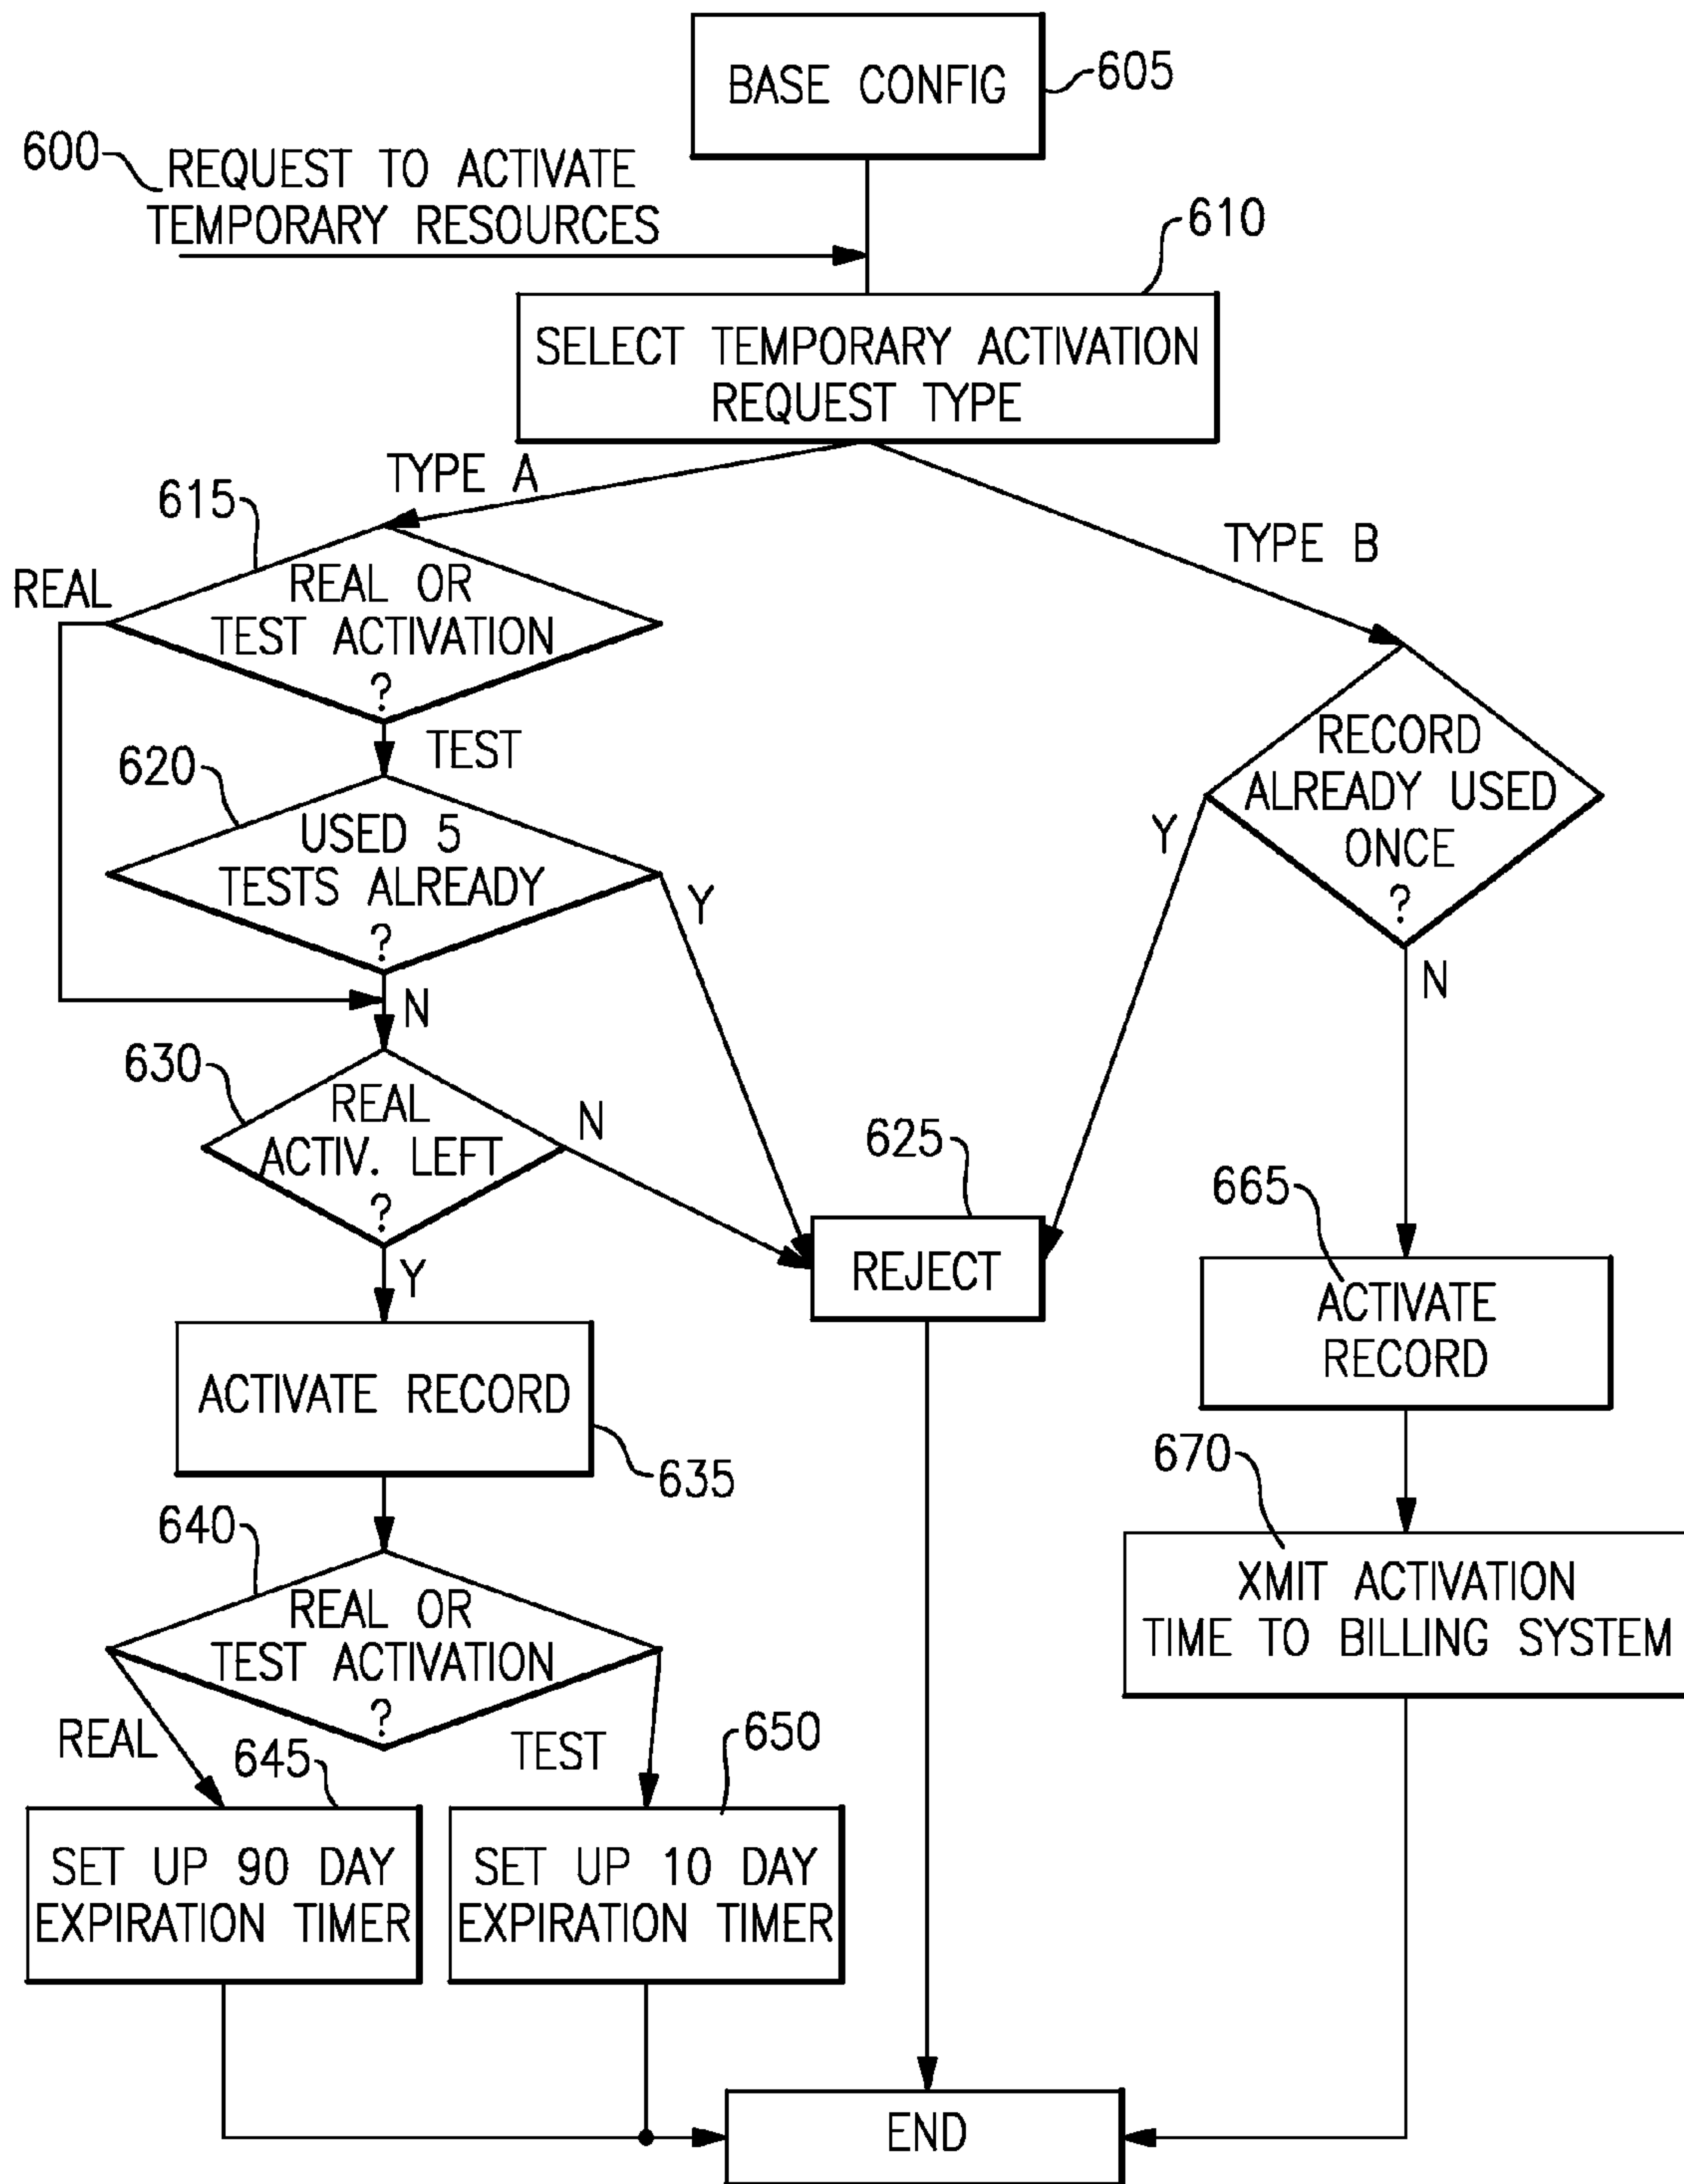 BASE CONFIG
605
600
REQUEST TO ACTIVATE
TEMPORARY RESOURCES
610
SELECT TEMPORARY ACTIVATION
REQUEST TYPE
TYPE A
TYPE B
615
REAL
REAL OR
TEST ACTIVATION
?
TEST
620
USED 5
TESTS ALREADY
?
Y
N
RECORD
ALREADY USED
ONCE
?
Y
N
630
REAL
ACTIV. LEFT
?
N
Y
625
REJECT
665
ACTIVATE
RECORD
ACTIVATE RECORD
635
670
XMIT ACTIVATION
TIME TO BILLING SYSTEM
640
REAL OR
TEST ACTIVATION
?
REAL
TEST
645
650
SET UP 90 DAY
EXPIRATION TIMER
SET UP 10 DAY
EXPIRATION TIMER
END